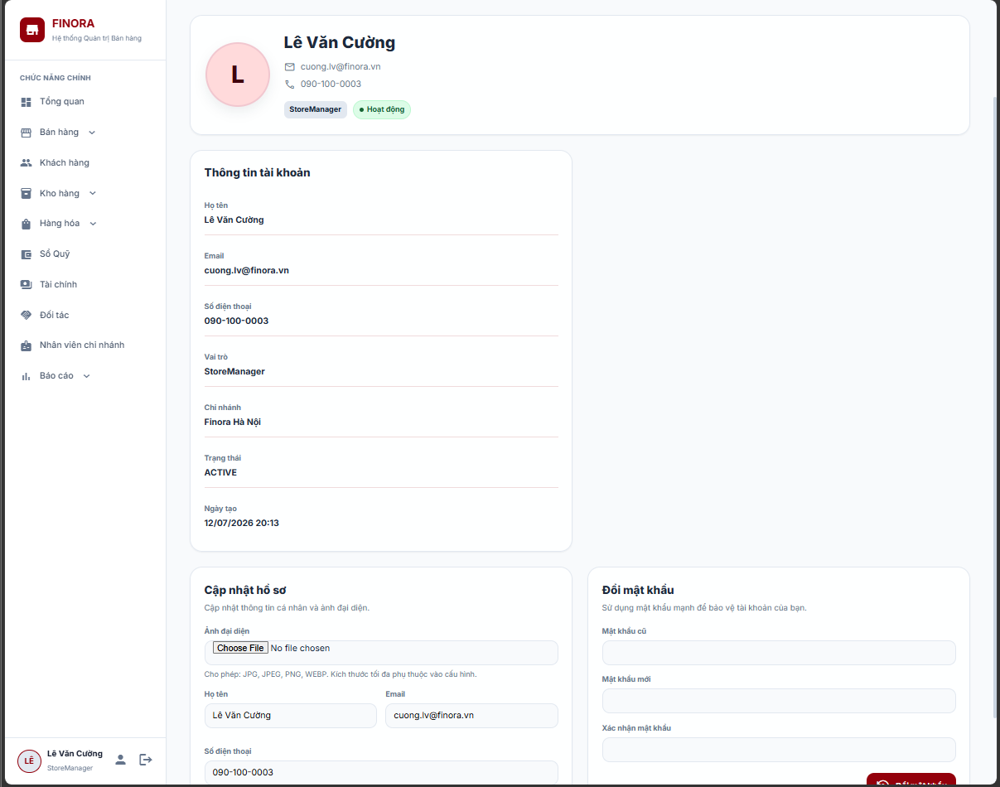 FINORA
Hệ thống Quản trị Bán hàng
CHỨC NĂNG CHÍNH
Tổng quan
Bán hàng
Khách hàng
Kho hàng
Hàng hóa
Sổ Quỹ
Tài chính
Đối tác
Nhân viên chi nhánh
Báo cáo
LÊ
Lê Văn Cường
StoreManager
L
Lê Văn Cường
cuong.lv@finora.vn
090-100-0003
StoreManager
Hoạt động
Thông tin tài khoản
Họ tên
Lê Văn Cường
Email
cuong.lv@finora.vn
Số điện thoại
090-100-0003
Vai trò
StoreManager
Chi nhánh
Finora Hà Nội
Trạng thái
ACTIVE
Ngày tạo
12/07/2026 20:13
Cập nhật hồ sơ
Cập nhật thông tin cá nhân và ảnh đại diện.
Ảnh đại diện
Choose File No file chosen
Cho phép: JPG, JPEG, PNG, WEBP. Kích thước tối đa phụ thuộc vào cấu hình.
Họ tên
Lê Văn Cường
Email
cuong.lv@finora.vn
Số điện thoại
090-100-0003
Đổi mật khẩu
Sử dụng mật khẩu mạnh để bảo vệ tài khoản của bạn.
Mật khẩu cũ
Mật khẩu mới
Xác nhận mật khẩu
Đổi mật khẩu